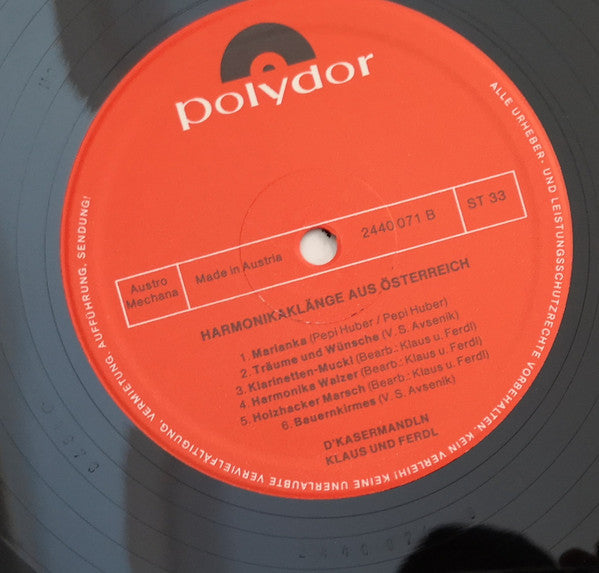 polydor
Austro
Mechana
Made in Austria
2440 071 B
ST 33
HARMONIKAKLÄNGE AUS ÖSTERREICH
1. Marianka (Pepi Huber / Pepi Huber)
2. Träume und Wünsche (V. S. Avsenik)
3. Klarinetten-Muckl (Bearb.: Klaus u. Ferdl)
4. Harmonika Walzer (Bearb.: Klaus u. Ferdl)
5. Holzhacker Marsch (Bearb.: Klaus u. Ferdl)
6. Bauernkirmes (V. S. Avsenik)
D'KASERMANDLN
KLAUS UND FERDL
ALLE URHEBER- UND LEISTUNGSSCHUTZRECHTE VORBEHALTEN. KEIN VERLEIH! KEINE UNERLAUBTE VERVIELFÄLTIGUNG, VERMIETUNG, AUFFÜHRUNG, SENDUNG!